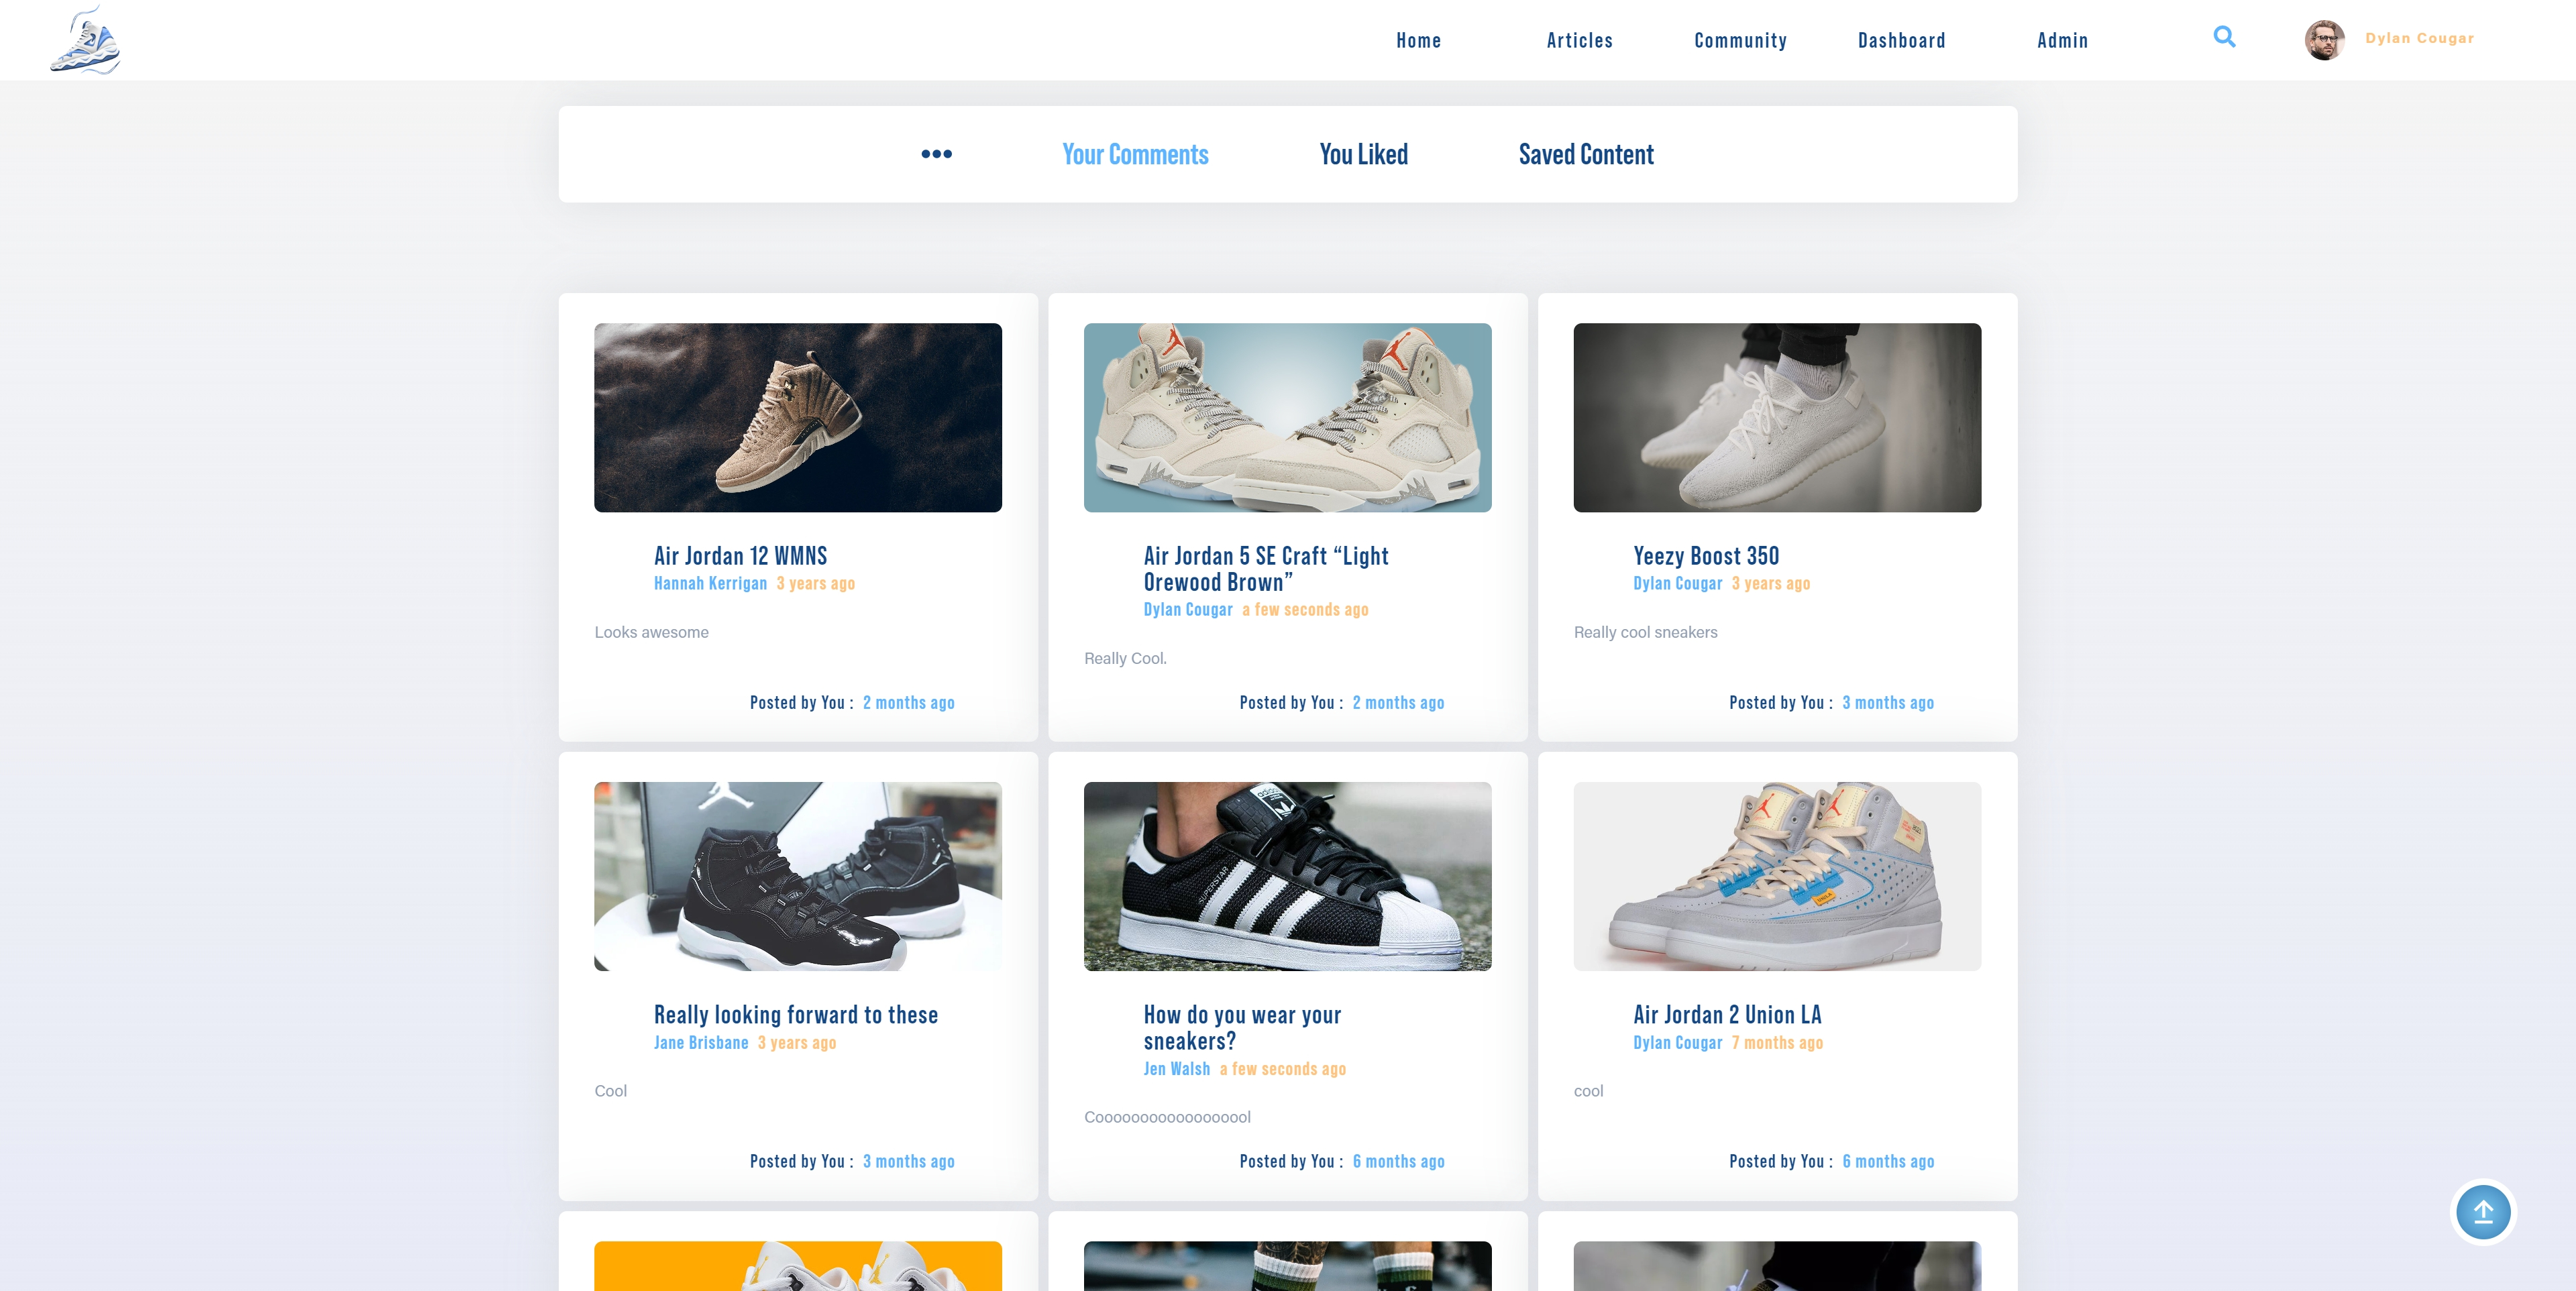 Home Articles Community Dashboard Admin Dylan Cougar
Your Comments You Liked Saved Content
Air Jordan 12 WMNS
Hannah Kerrigan 3 years ago
Looks awesome
Posted by You : 2 months ago
Air Jordan 5 SE Craft “Light
Orewood Brown”
Dylan Cougar a few seconds ago
Really Cool.
Posted by You : 2 months ago
Yeezy Boost 350
Dylan Cougar 3 years ago
Really cool sneakers
Posted by You : 3 months ago
Really looking forward to these
Jane Brisbane 3 years ago
Cool
Posted by You : 3 months ago
adidas
SUPERSTAR
How do you wear your
sneakers?
Jen Walsh a few seconds ago
Cooooooooooooooooool
Posted by You : 6 months ago
Air Jordan 2 Union LA
Dylan Cougar 7 months ago
cool
Posted by You : 6 months ago